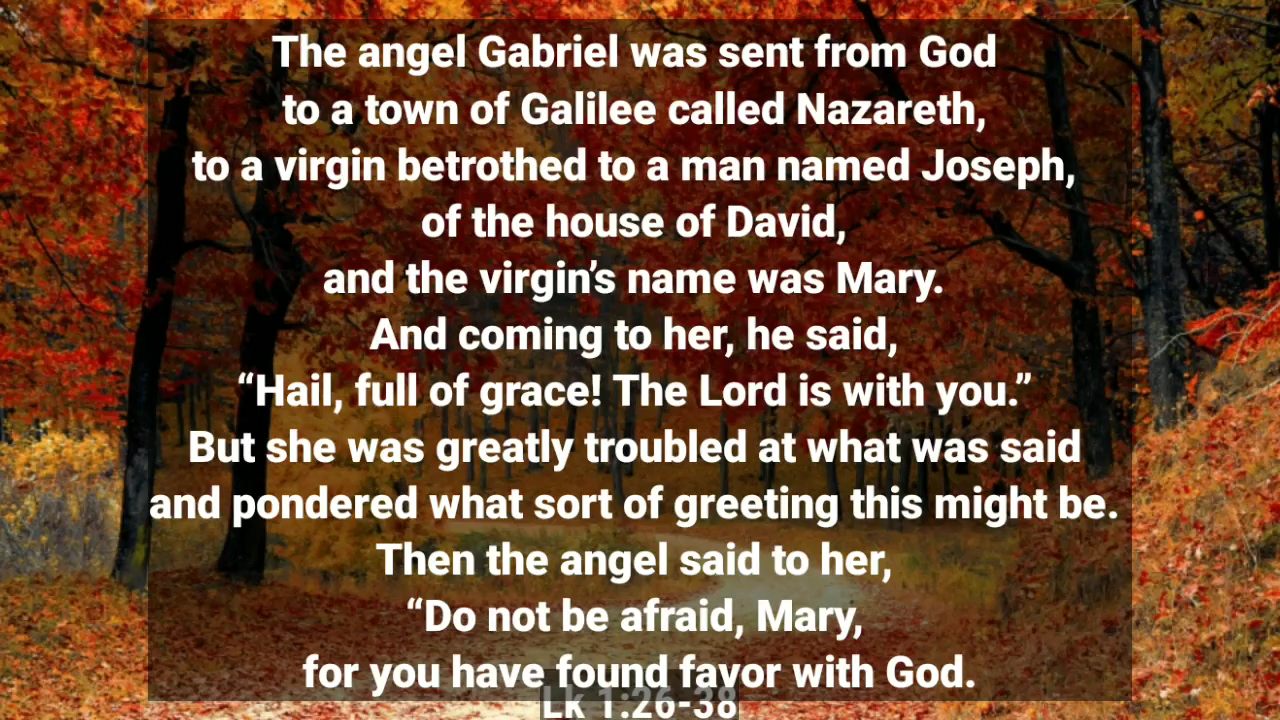 The angel Gabriel was sent from God
to a town of Galilee called Nazareth,
to a virgin betrothed to a man named Joseph,
of the house of David,
and the virgin’s name was Mary.
And coming to her, he said,
“Hail, full of grace! The Lord is with you.”
But she was greatly troubled at what was said
and pondered what sort of greeting this might be.
Then the angel said to her,
“Do not be afraid, Mary,
for you have found favor with God.
Lk 1:26-38